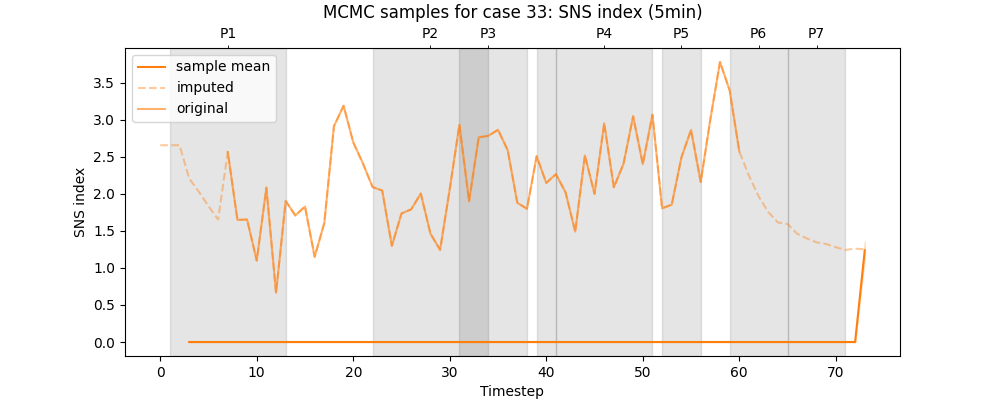 MCMC samples for case 33: SNS index (5min)
P1 P2 P3 P4 P5 P6 P7
sample mean
imputed
original
SNS index
3.5
3.0
2.5
2.0
1.5
1.0
0.5
0.0
0 10 20 30 40 50 60 70
Timestep